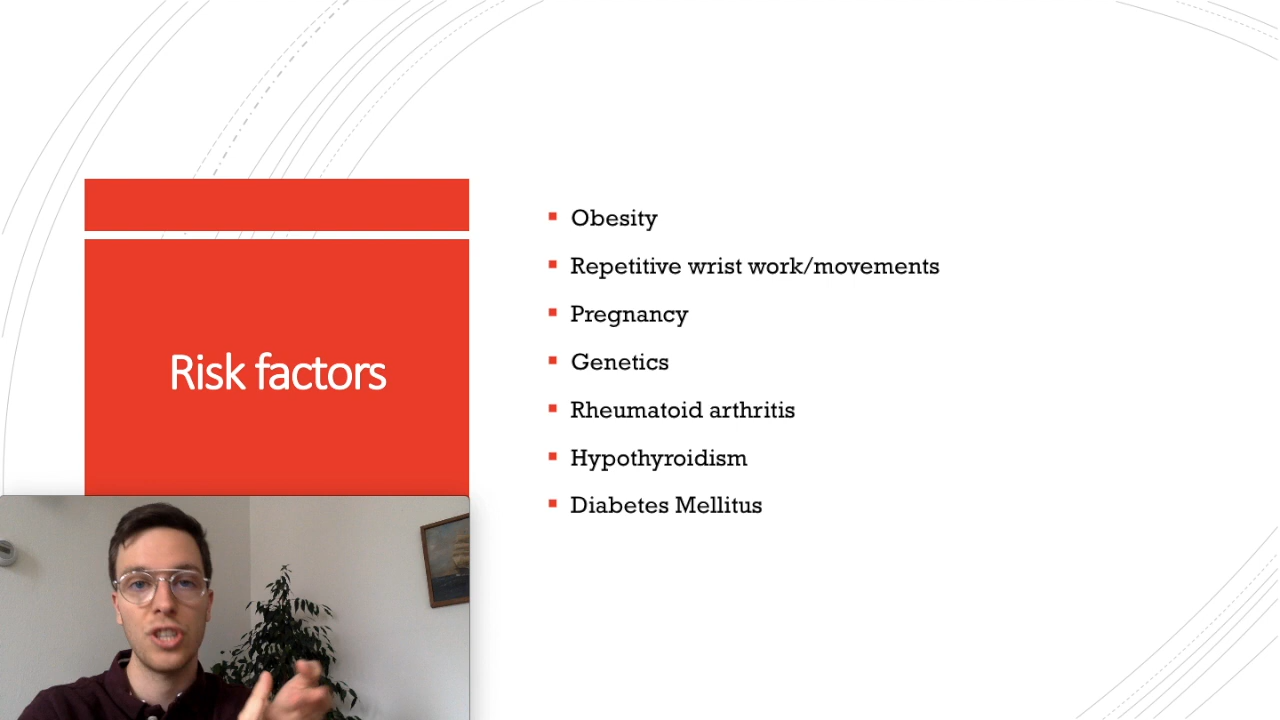 Risk factors
Obesity
Repetitive wrist work/movements
Pregnancy
Genetics
Rheumatoid arthritis
Hypothyroidism
Diabetes Mellitus